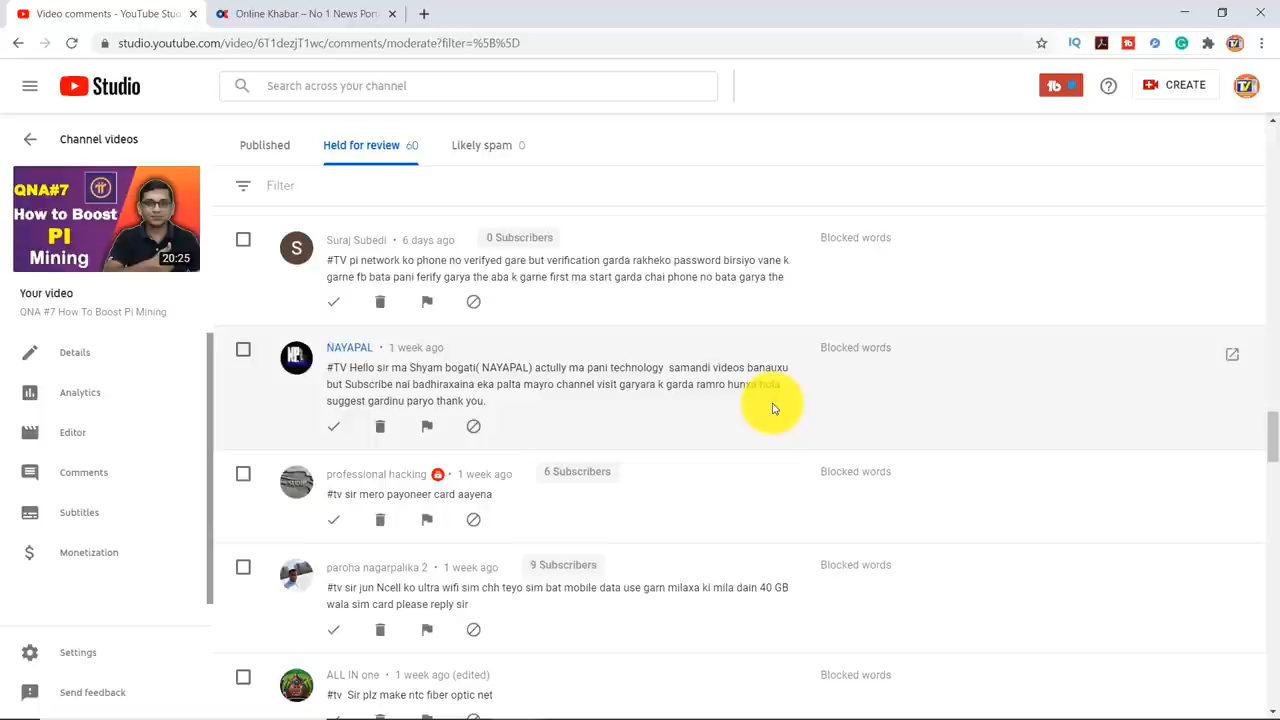 Video comments - YouTube Stu
Online Khabar – No 1 News Port
studio.youtube.com/video/6T1dezjT1wc/comments/moderate?filter=%5B%5D
Studio
Search across your channel
CREATE
Channel videos
Published
Held for review 60
Likely spam 0
Filter
QNA#7
How to Boost
PI
Mining
20:25
Your video
QNA #7 How To Boost Pi Mining
Details
Analytics
Editor
Comments
Subtitles
Monetization
Settings
Send feedback
Suraj Subedi • 6 days ago 0 Subscribers Blocked words
#TV pi network ko phone no verifyed gare but verification garda rakheko password birsiyo vane k
garne fb bata pani ferify garya the aba k garne first ma start garda chai phone no bata garya the
NAYAPAL • 1 week ago Blocked words
#TV Hello sir ma Shyam bogati( NAYAPAL) actully ma pani technology samandi videos banauxu
but Subscribe nai badhiraxaina eka palta mayro channel visit garyara k garda ramro hunxa hola
suggest gardinu paryo thank you.
professional hacking • 1 week ago 6 Subscribers Blocked words
#tv sir mero payoneer card aayena
paroha nagarpalika 2 • 1 week ago 9 Subscribers Blocked words
#tv sir jun Ncell ko ultra wifi sim chh teyo sim bat mobile data use garn milaxa ki mila dain 40 GB
wala sim card please reply sir
ALL IN one • 1 week ago (edited) Blocked words
#tv Sir plz make ntc fiber optic net